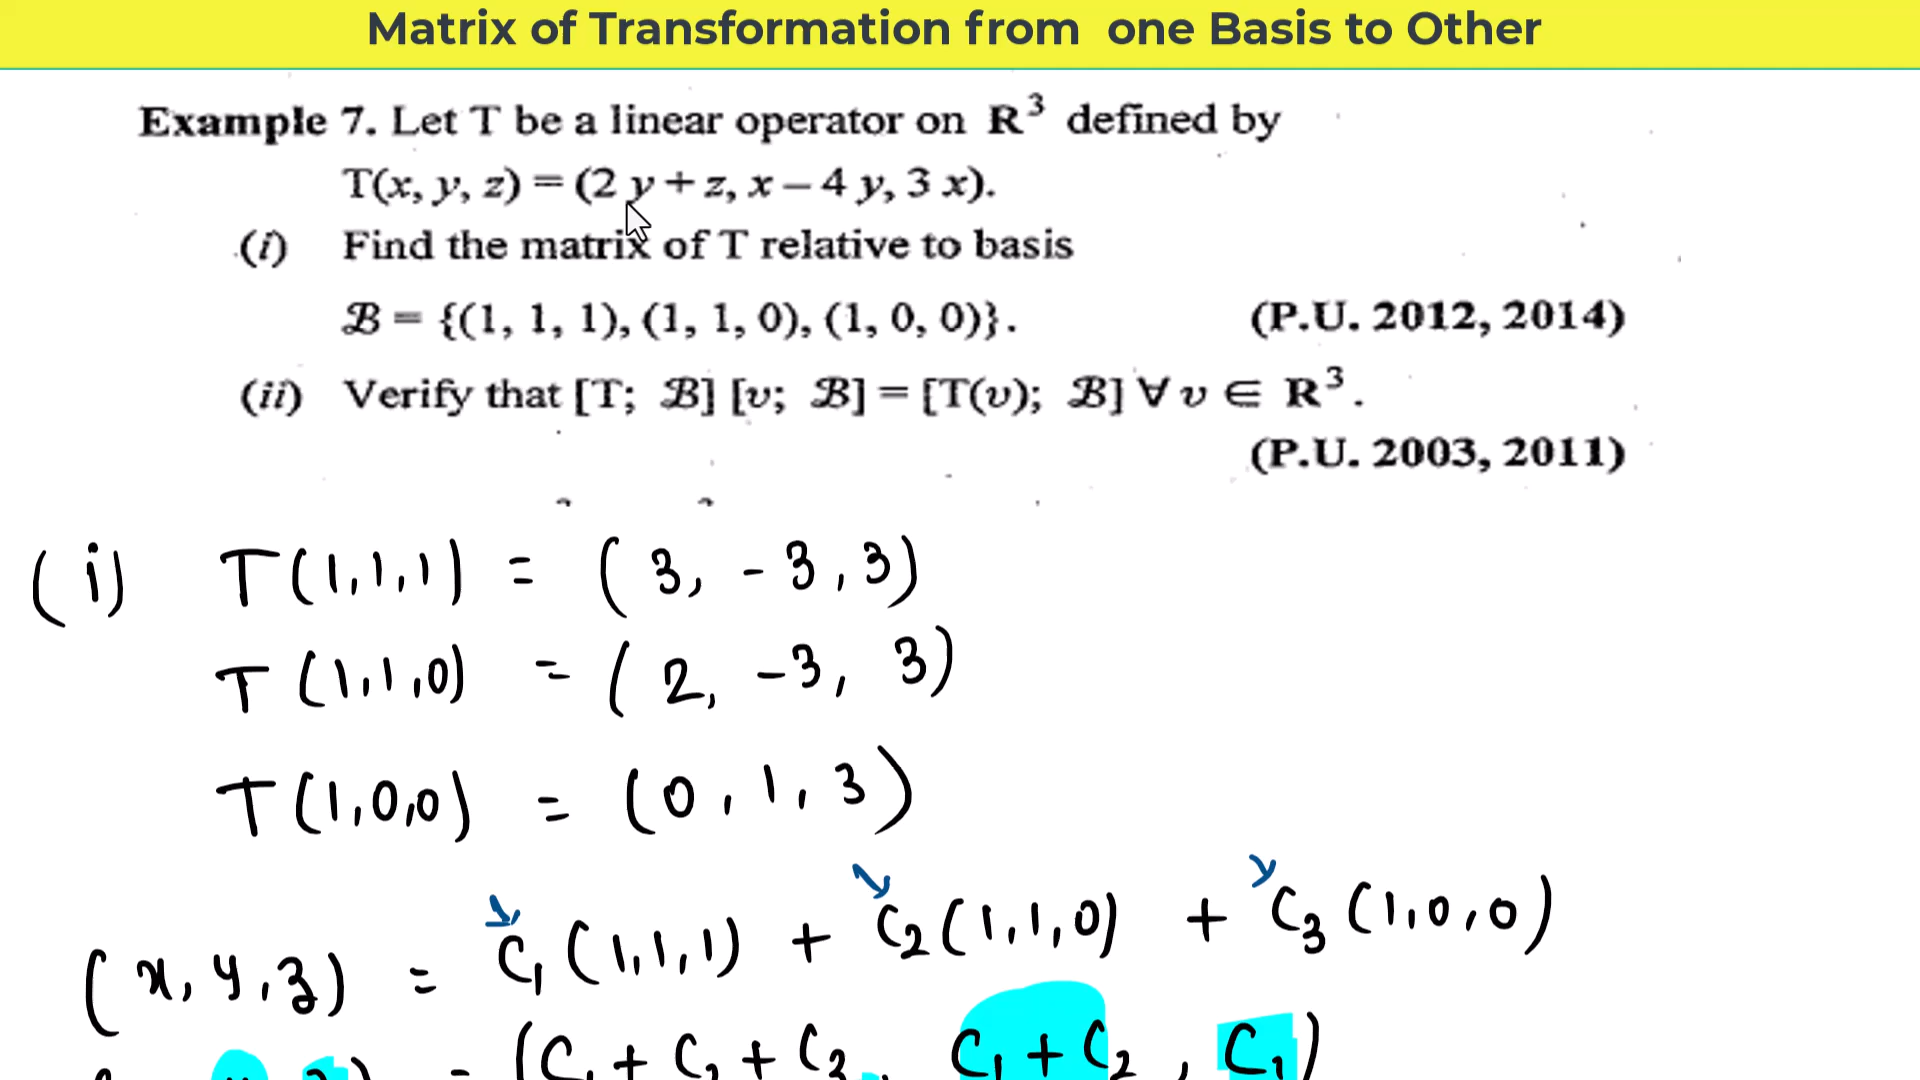 Matrix of Transformation from one Basis to Other
Example 7. Let T be a linear operator on R³ defined by
T(x, y, z) = (2 y + z, x – 4 y, 3 x).
(i) Find the matrix of T relative to basis
ℬ = {(1, 1, 1), (1, 1, 0), (1, 0, 0)}. (P.U. 2012, 2014)
(ii) Verify that [T; ℬ] [v; ℬ] = [T(v); ℬ] ∀ v ∈ R³.
(P.U. 2003, 2011)
(i) T(1,1,1) = (3, -3, 3)
T(1,1,0) = (2, -3, 3)
T(1,0,0) = (0, 1, 3)
(x, y, z) = C₁(1,1,1) + C₂(1,1,0) + C₃(1,0,0)
= (C₁ + C₂ + C₃, C₁ + C₂, C₁)